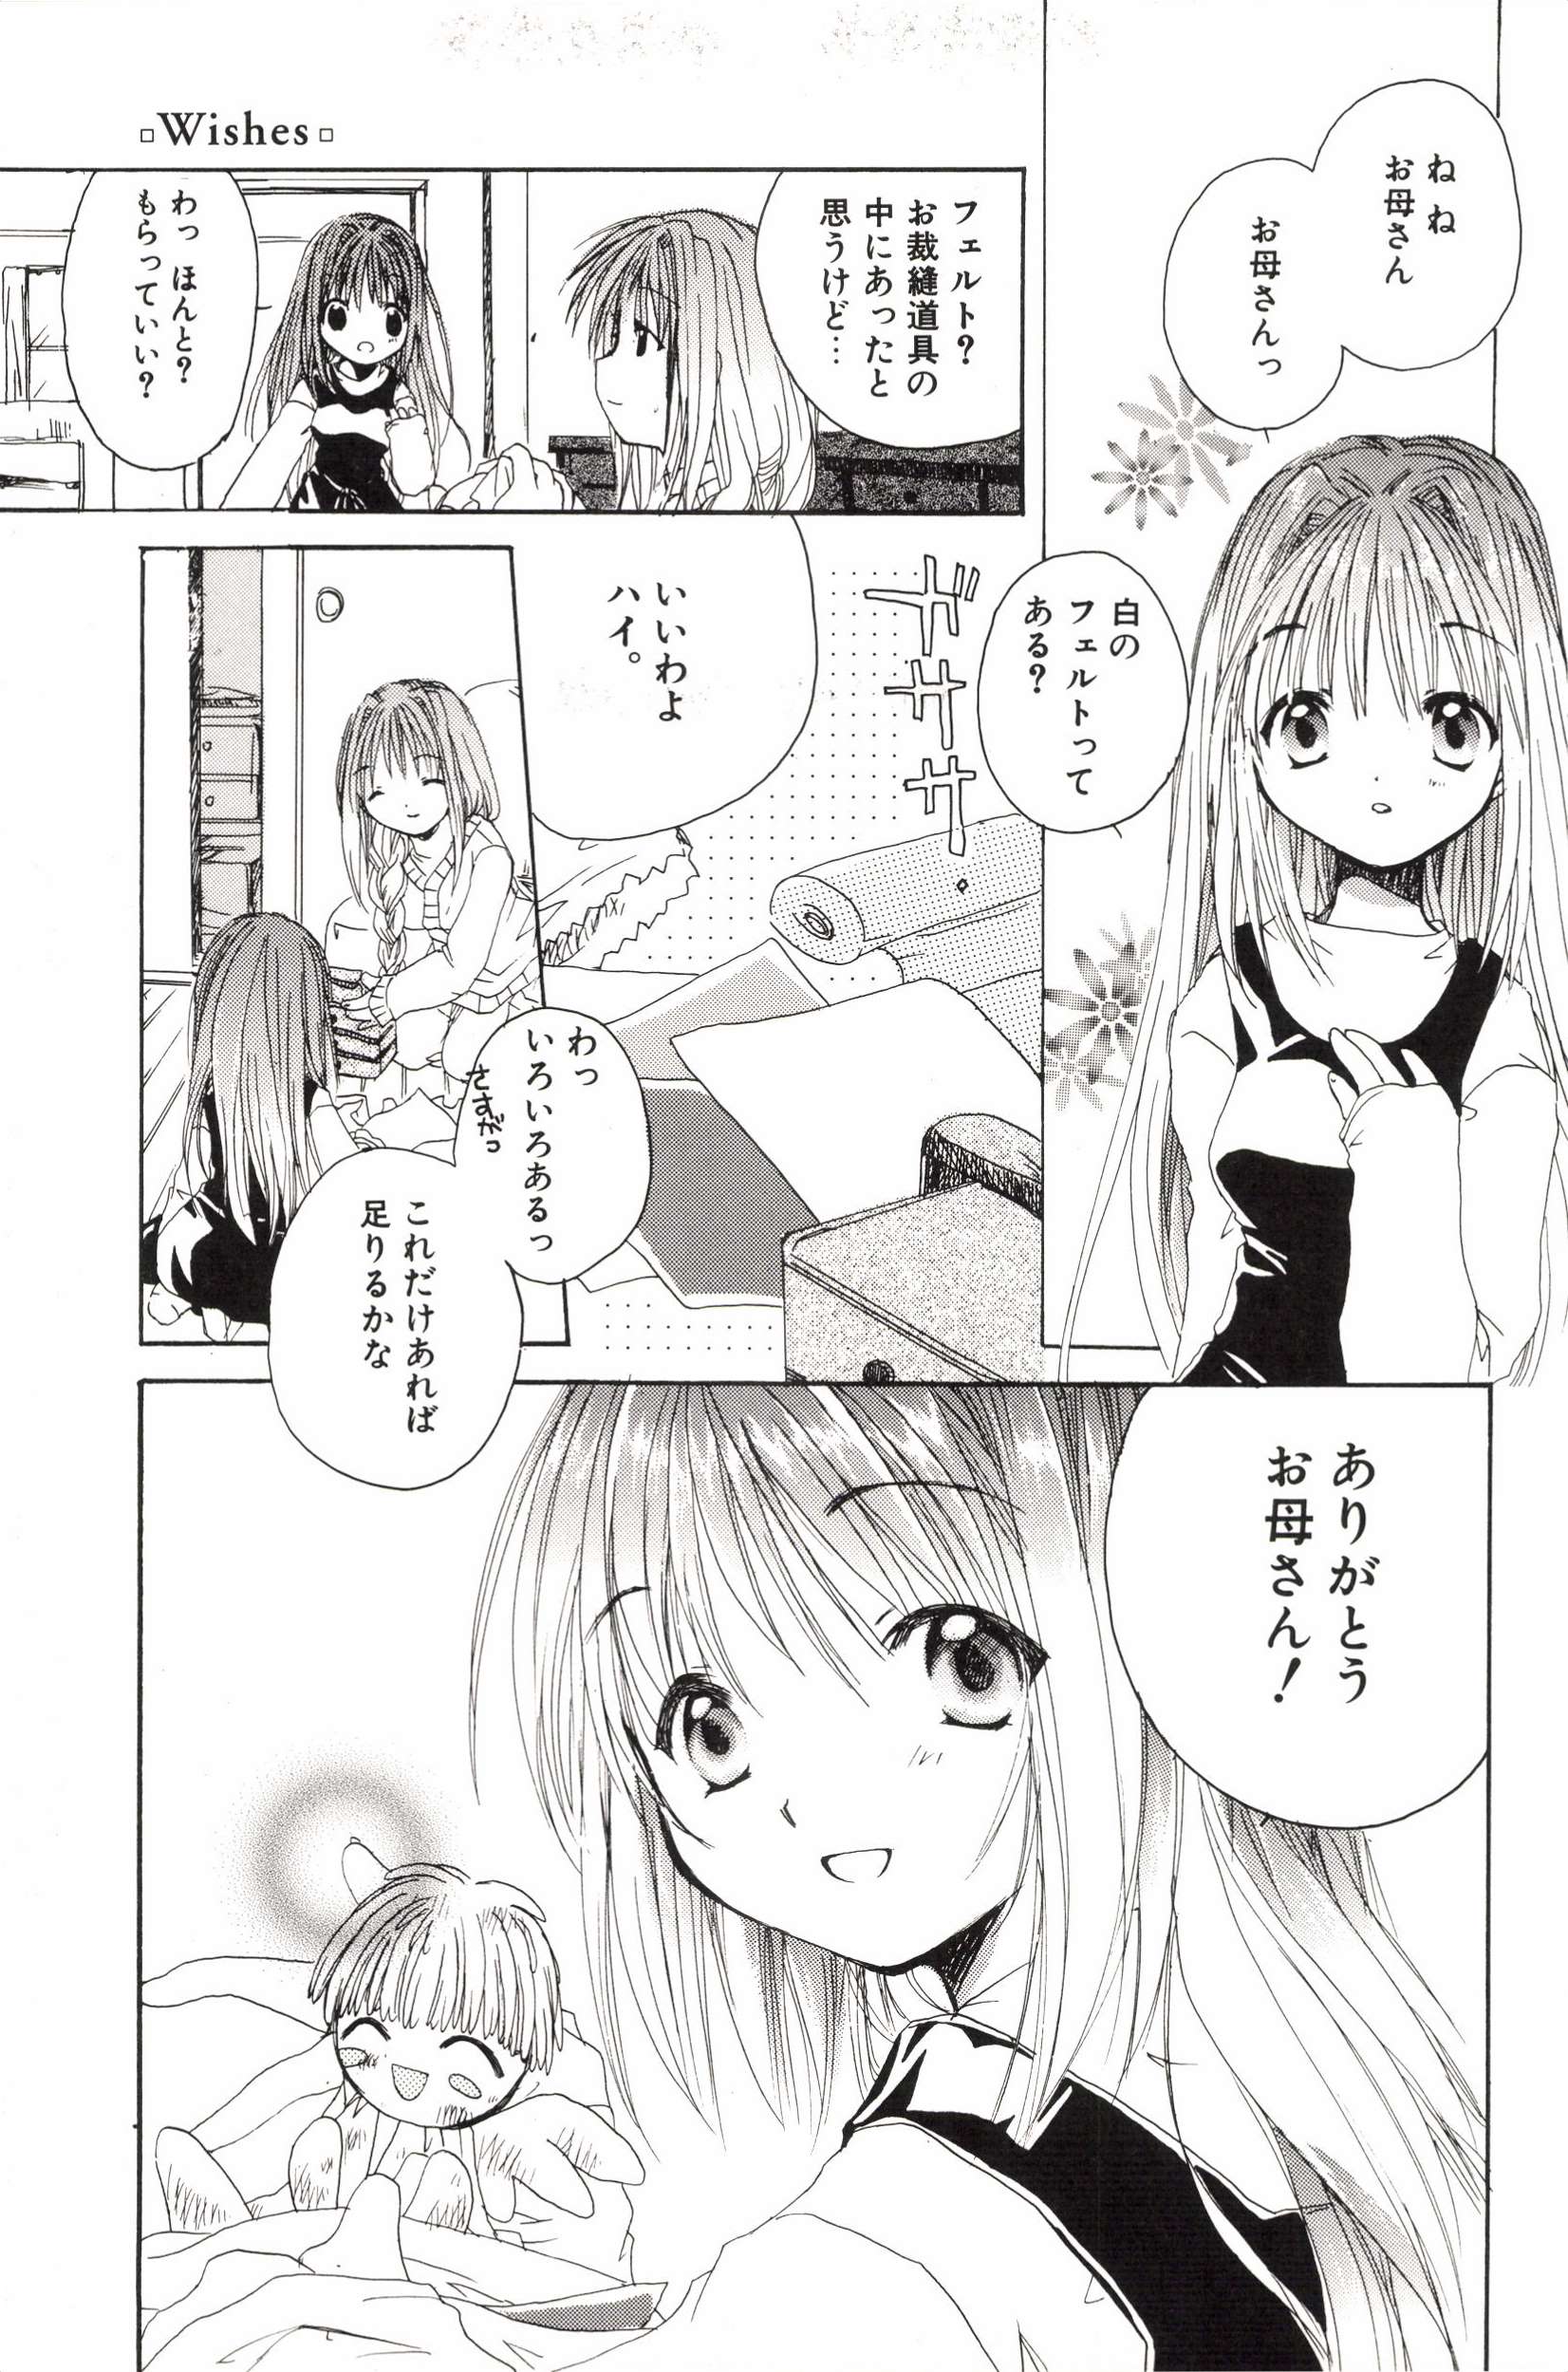 □Wishes□
ねね
お母さん
お母さんっ
白の
フェルトって
ある?
フェルト?
お裁縫道具の
中にあったと
思うけど…
わっ ほんと?
もらっていい?
ガサササ
いいわよ
ハイ。
わっ
いろいろあるっ
さすがっ
これだけあれば
足りるかな
ありがとう
お母さん!